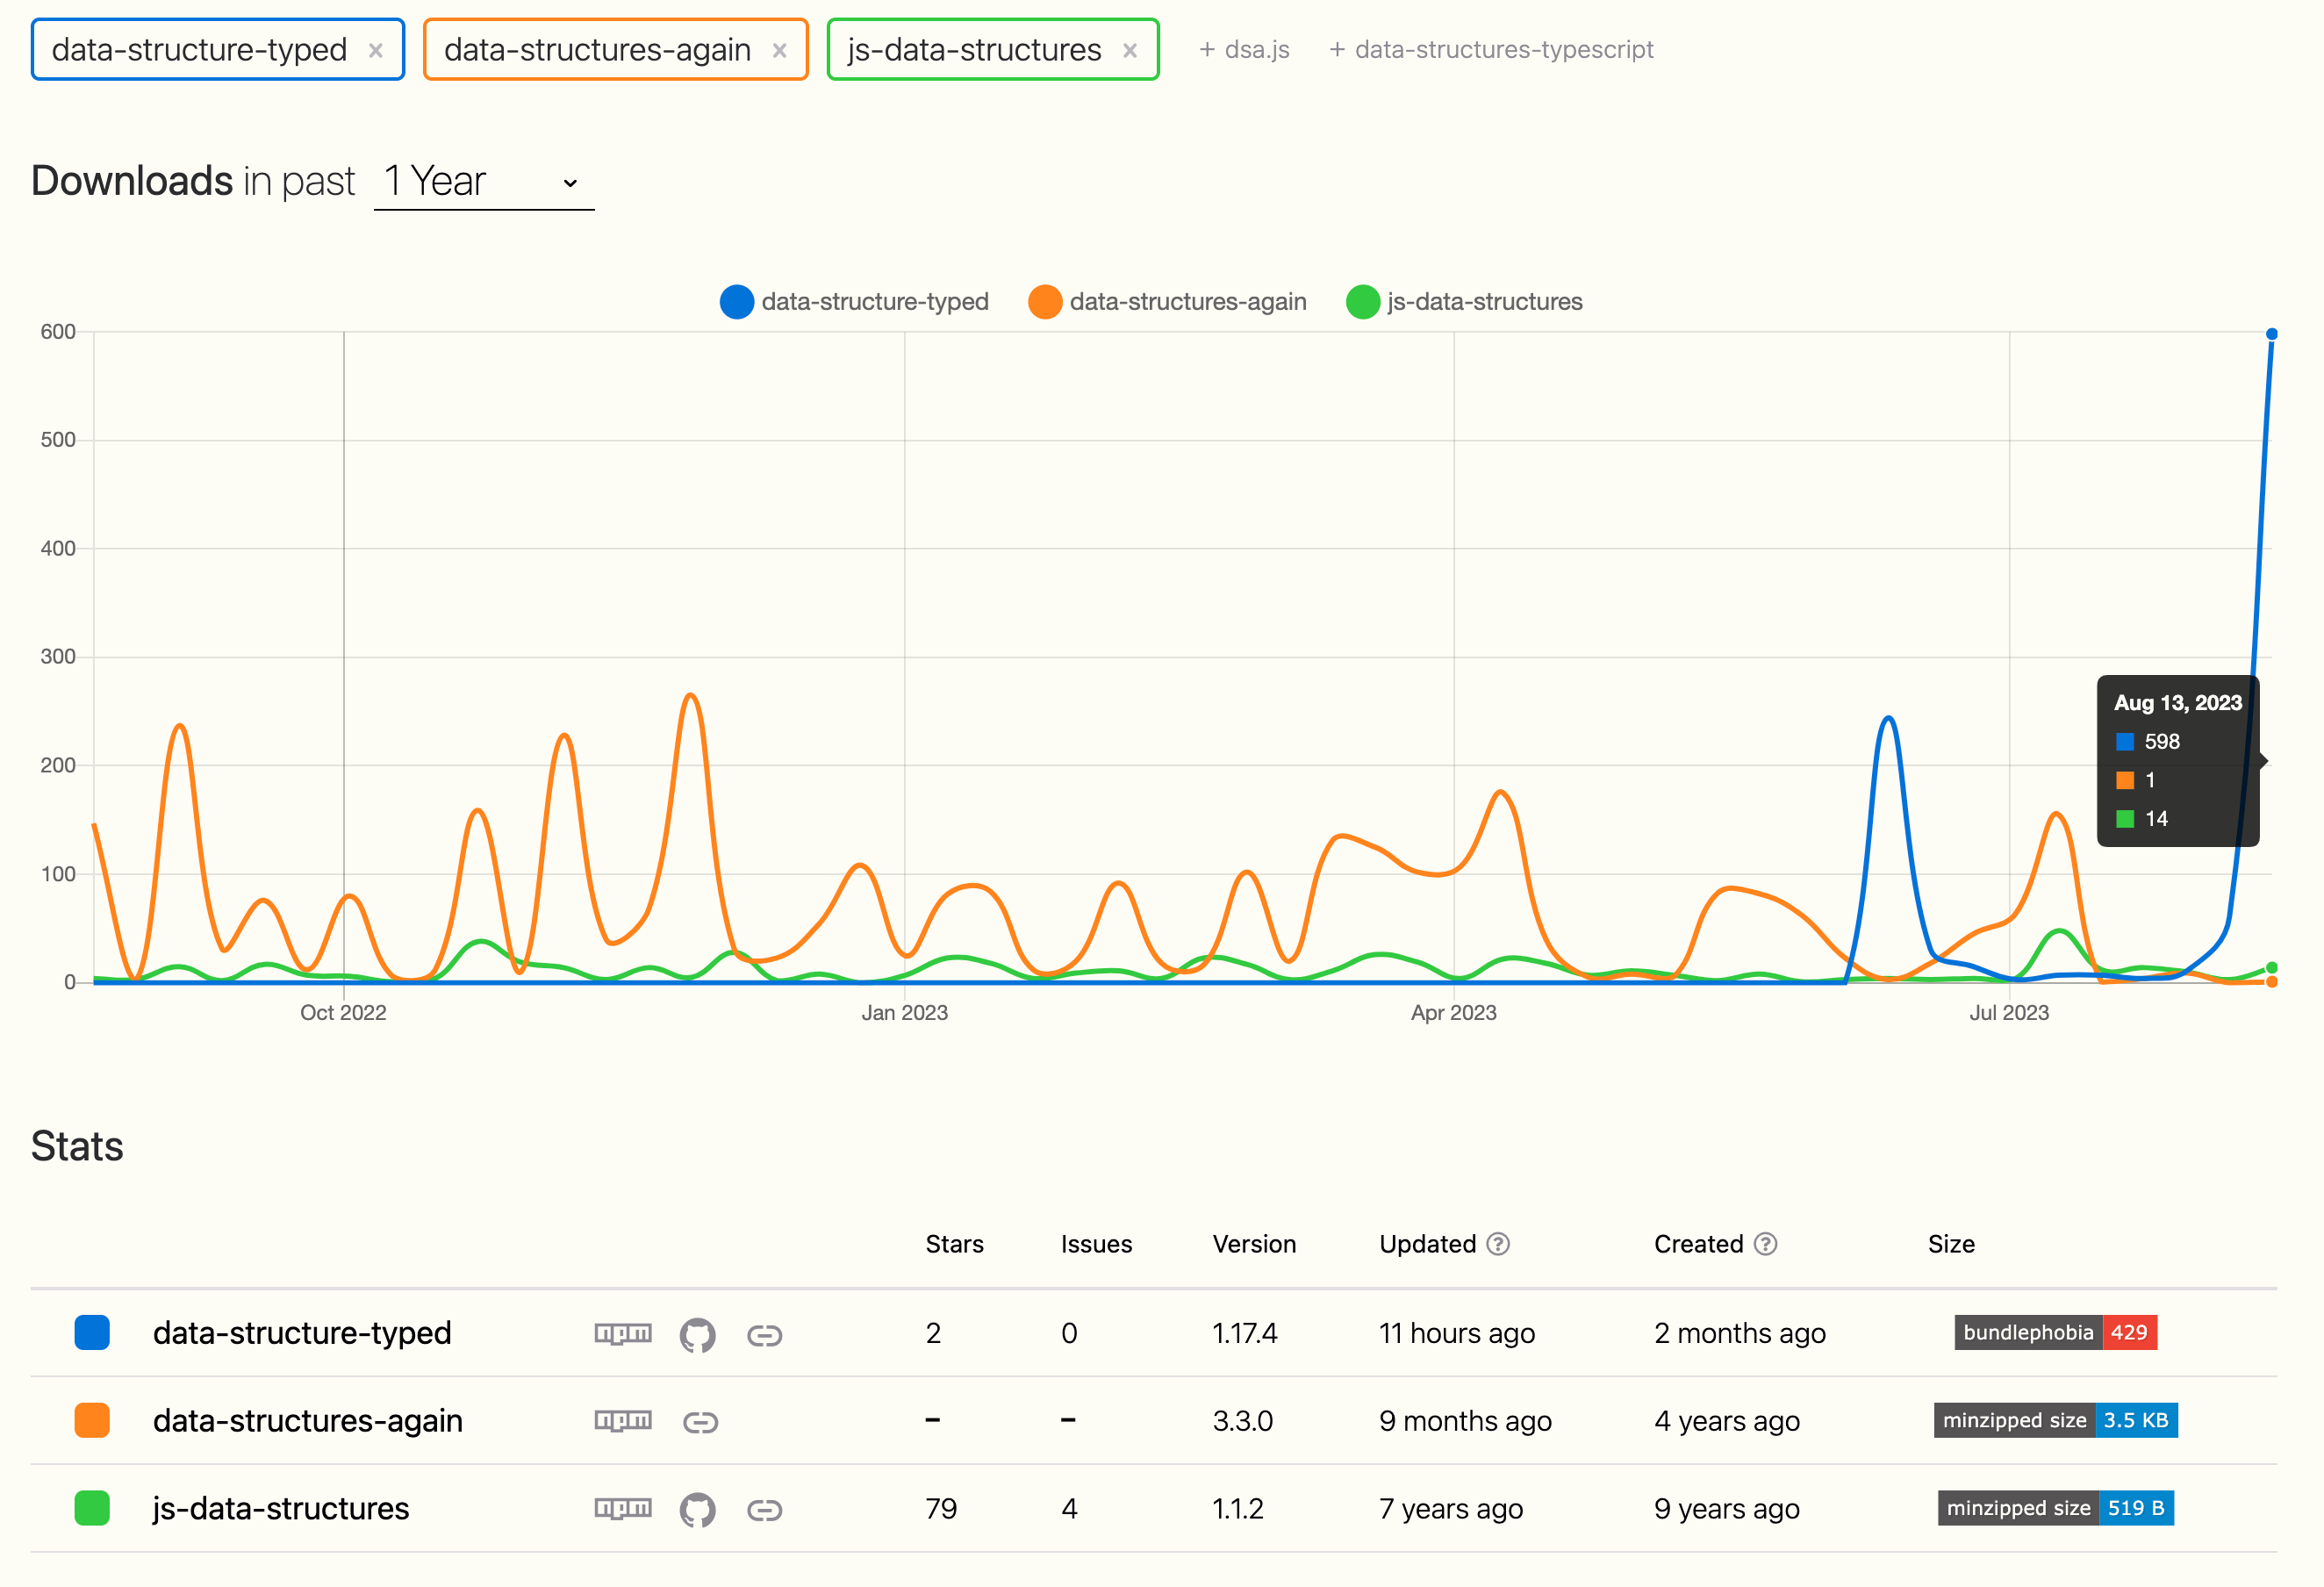 data-structure-typed × data-structures-again × js-data-structures × + dsa.js + data-structures-typescript
Downloads in past 1 Year
data-structure-typed data-structures-again js-data-structures
600
500
400
300
200
100
0
Aug 13, 2023
598
1
14
Oct 2022 Jan 2023 Apr 2023 Jul 2023
Stats
Stars Issues Version Updated ? Created ? Size
data-structure-typed npm 2 0 1.17.4 11 hours ago 2 months ago bundlephobia 429
data-structures-again npm – – 3.3.0 9 months ago 4 years ago minzipped size 3.5 KB
js-data-structures npm 79 4 1.1.2 7 years ago 9 years ago minzipped size 519 B